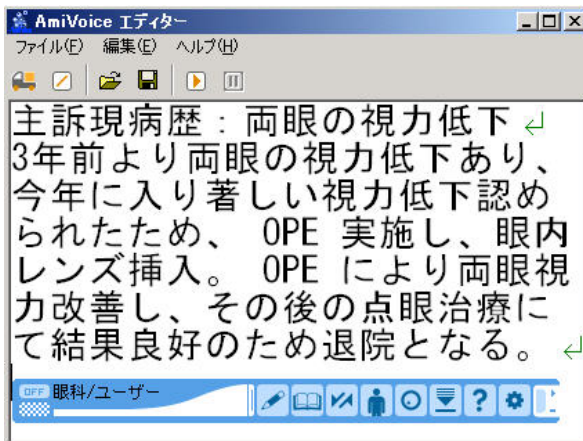 AmiVoice エディター
ファイル(F) 編集(E) ヘルプ(H)
主訴現病歴：両眼の視力低下
3年前より両眼の視力低下あり、
今年に入り著しい視力低下認め
られたため、 OPE 実施し、眼内
レンズ挿入。 OPE により両眼視
力改善し、その後の点眼治療に
て結果良好のため退院となる。
OFF 眼科/ユーザー
?